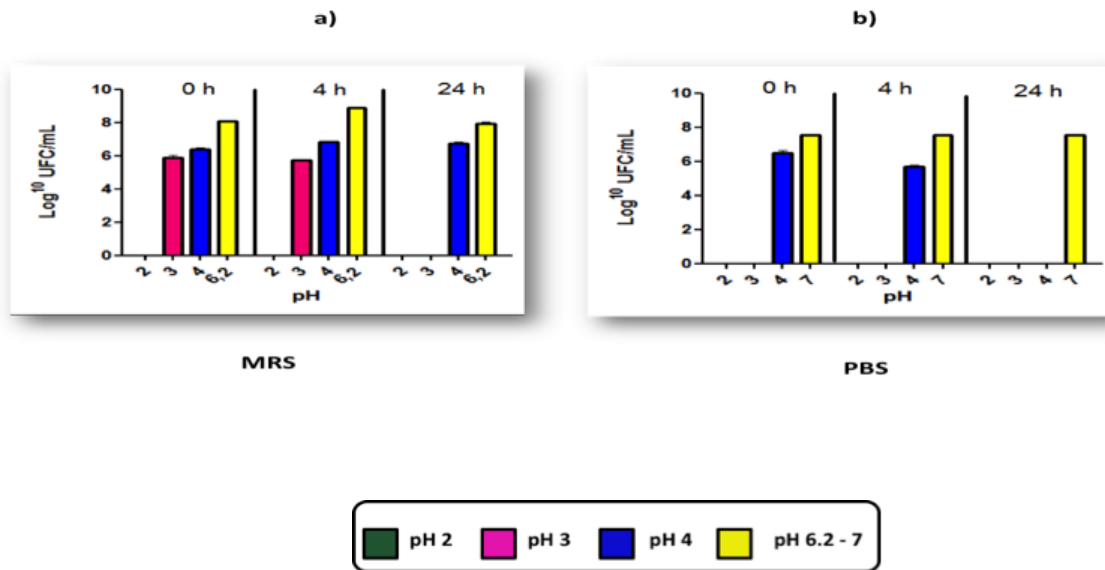 a)
b)
0 h 4 h 24 h
10
8
6
4
2
0
Log¹⁰ UFC/mL
2 3 4 6,2 2 3 4 6,2 2 3 4 6,2
pH
MRS
0 h 4 h 24 h
10
8
6
4
2
0
Log¹⁰ UFC/mL
2 3 4 7 2 3 4 7 2 3 4 7
pH
PBS
pH 2 pH 3 pH 4 pH 6.2 - 7